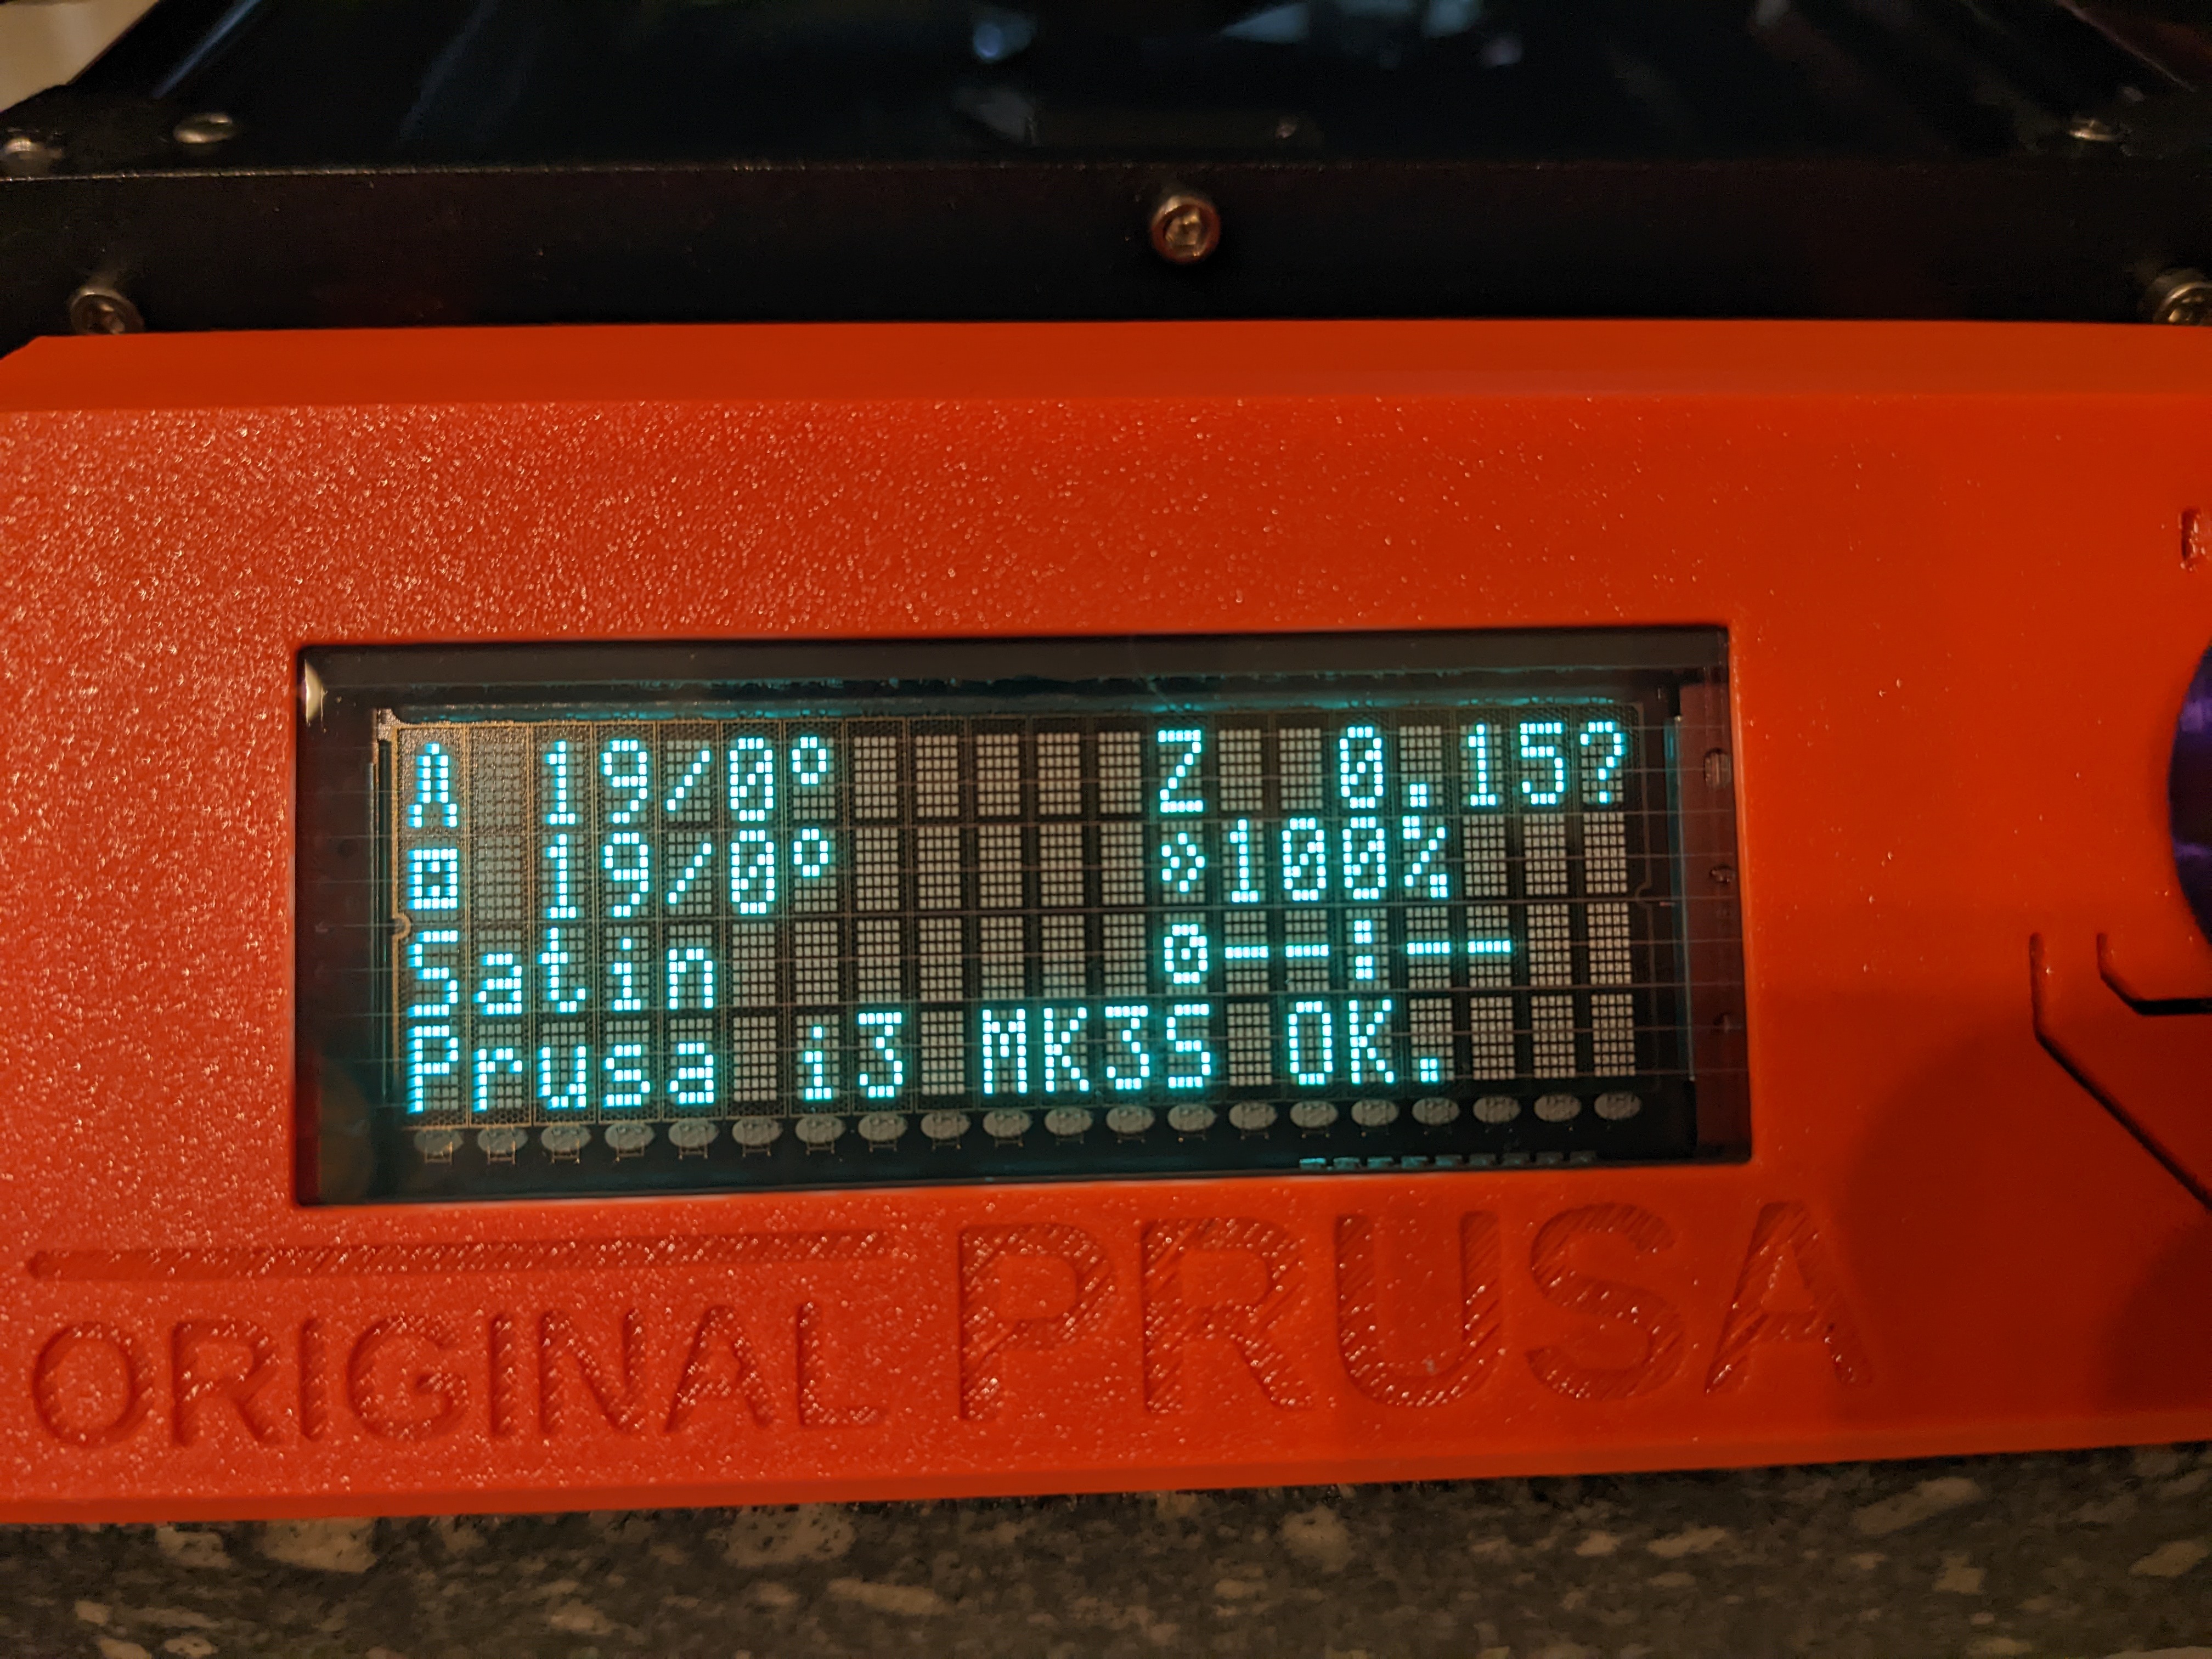 19/0° Z 0.15?
19/0° 100%
Satin --:--
Prusa i3 MK3S OK.
ORIGINAL PRUSA